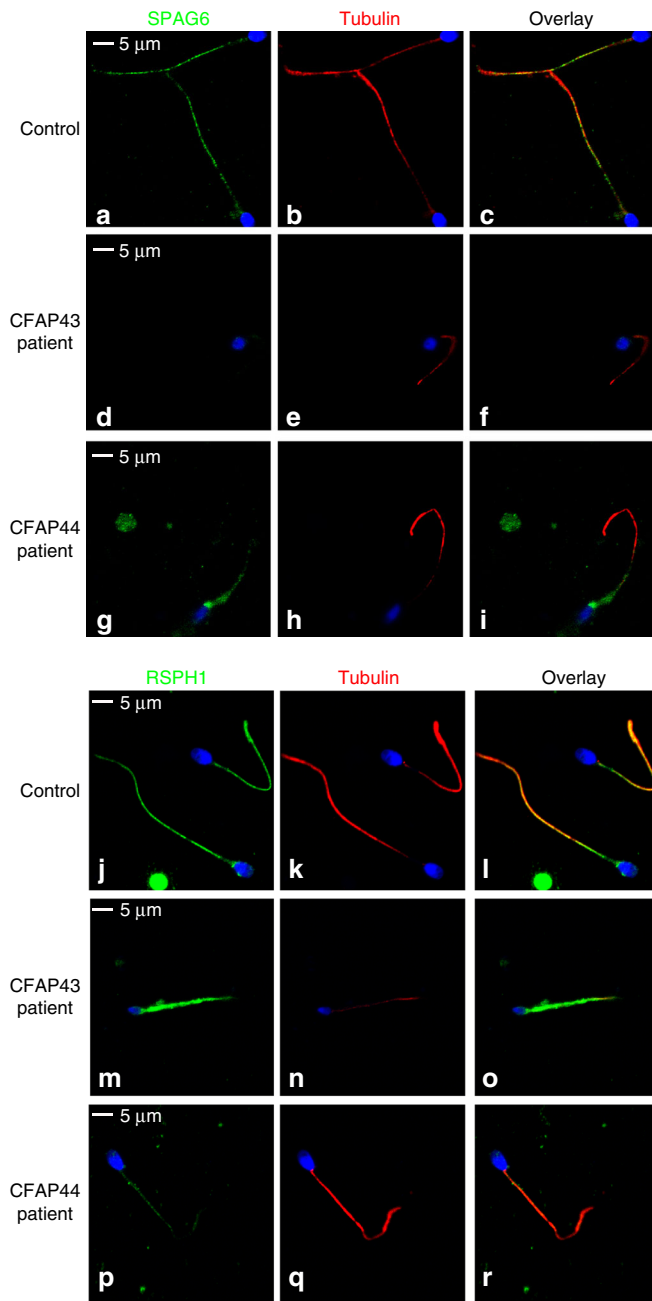 SPAG6 Tubulin Overlay
5 µm
Control
a b c
5 µm
CFAP43
patient
d e f
5 µm
CFAP44
patient
g h i
RSPH1 Tubulin Overlay
5 µm
Control
j k l
5 µm
CFAP43
patient
m n o
5 µm
CFAP44
patient
p q r